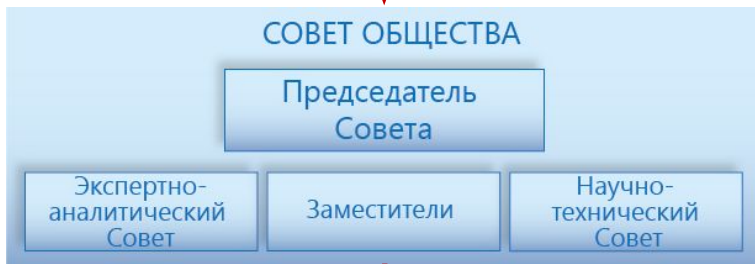 СОВЕТ ОБЩЕСТВА
Председатель
Совета
Экспертно-
аналитический
Совет
Заместители
Научно-
технический
Совет